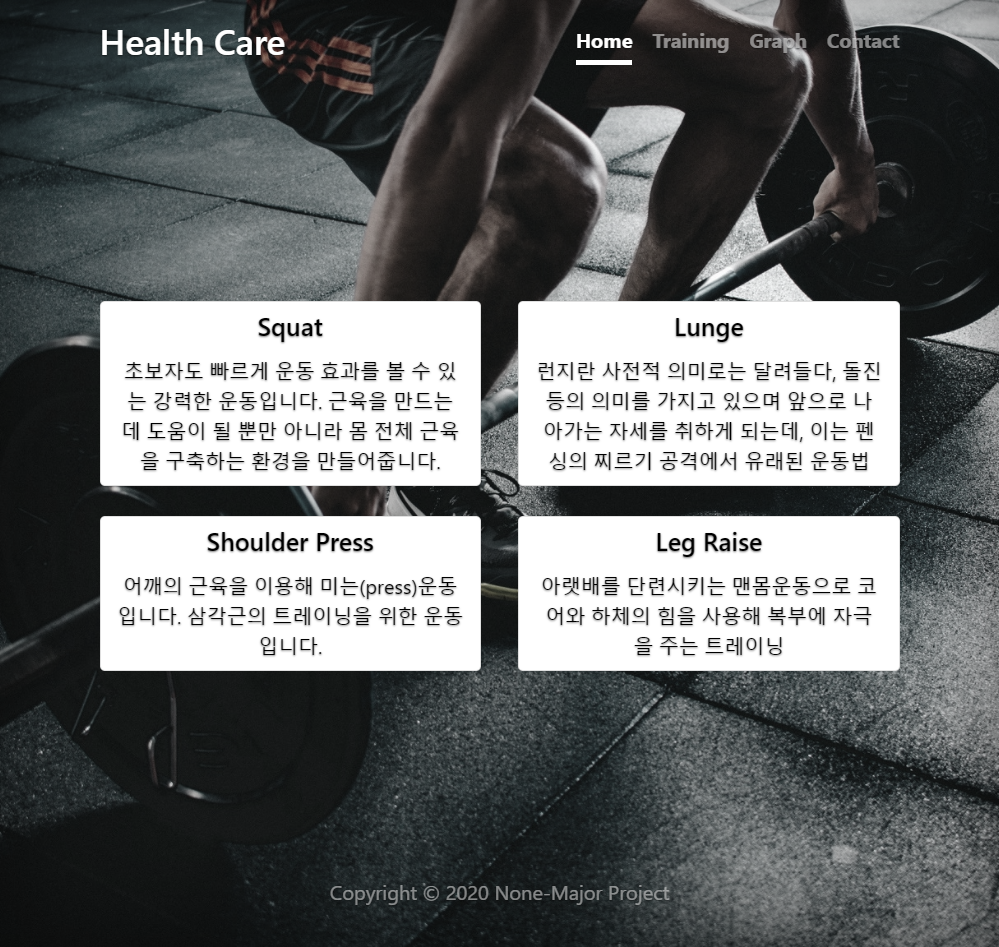 Health Care
Home Training Graph Contact
Squat
초보자도 빠르게 운동 효과를 볼 수 있
는 강력한 운동입니다. 근육을 만드는
데 도움이 될 뿐만 아니라 몸 전체 근육
을 구축하는 환경을 만들어줍니다.
Lunge
런지란 사전적 의미로는 달려들다, 돌진
등의 의미를 가지고 있으며 앞으로 나
아가는 자세를 취하게 되는데, 이는 펜
싱의 찌르기 공격에서 유래된 운동법
Shoulder Press
어깨의 근육을 이용해 미는(press)운동
입니다. 삼각근의 트레이닝을 위한 운동
입니다.
Leg Raise
아랫배를 단련시키는 맨몸운동으로 코
어와 하체의 힘을 사용해 복부에 자극
을 주는 트레이닝
Copyright © 2020 None-Major Project